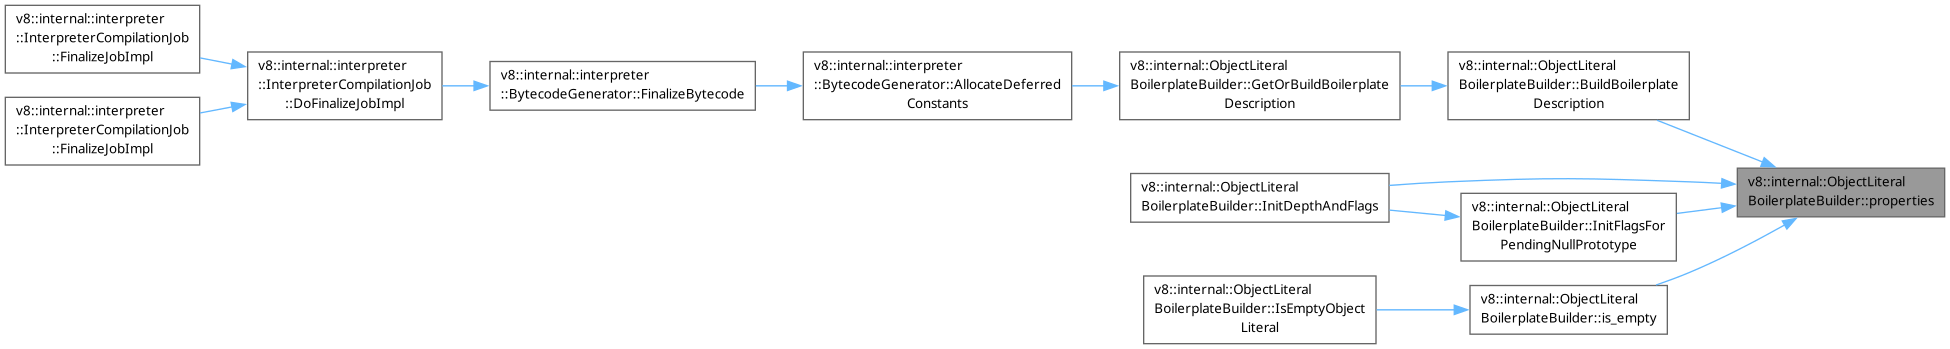 v8::internal::interpreter
::InterpreterCompilationJob
::FinalizeJobImpl
v8::internal::interpreter
::InterpreterCompilationJob
::FinalizeJobImpl
v8::internal::interpreter
::InterpreterCompilationJob
::DoFinalizeJobImpl
v8::internal::interpreter
::BytecodeGenerator::FinalizeBytecode
v8::internal::interpreter
::BytecodeGenerator::AllocateDeferred
Constants
v8::internal::ObjectLiteral
BoilerplateBuilder::GetOrBuildBoilerplate
Description
v8::internal::ObjectLiteral
BoilerplateBuilder::BuildBoilerplate
Description
v8::internal::ObjectLiteral
BoilerplateBuilder::InitDepthAndFlags
v8::internal::ObjectLiteral
BoilerplateBuilder::InitFlagsFor
PendingNullPrototype
v8::internal::ObjectLiteral
BoilerplateBuilder::IsEmptyObject
Literal
v8::internal::ObjectLiteral
BoilerplateBuilder::is_empty
v8::internal::ObjectLiteral
BoilerplateBuilder::properties